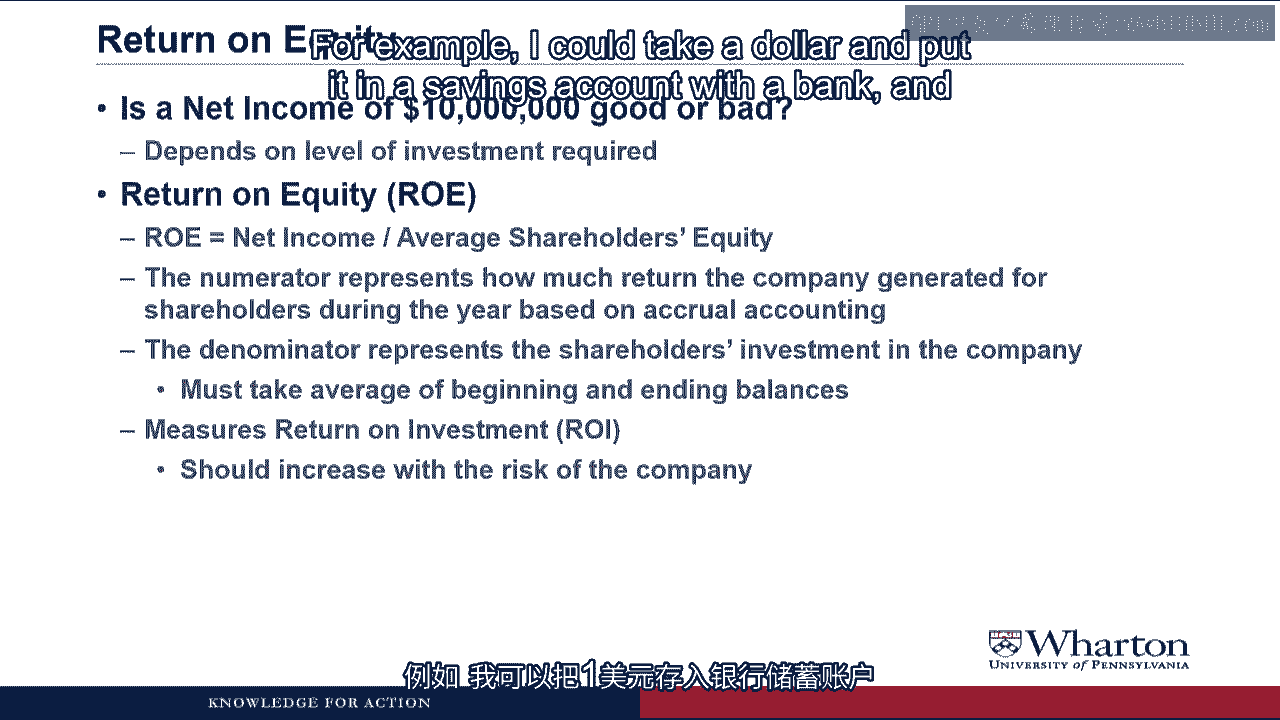 Return on Equity
For example, I could take a dollar and put
it in a savings account with a bank, and
• Is a Net Income of $10,000,000 good or bad?
– Depends on level of investment required
• Return on Equity (ROE)
– ROE = Net Income / Average Shareholders’ Equity
– The numerator represents how much return the company generated for
shareholders during the year based on accrual accounting
– The denominator represents the shareholders’ investment in the company
• Must take average of beginning and ending balances
– Measures Return on Investment (ROI)
• Should increase with the risk of the company
Wharton
UNIVERSITY of PENNSYLVANIA
例如 我可以把1美元存入银行储蓄账户
KNOWLEDGE FOR ACTION